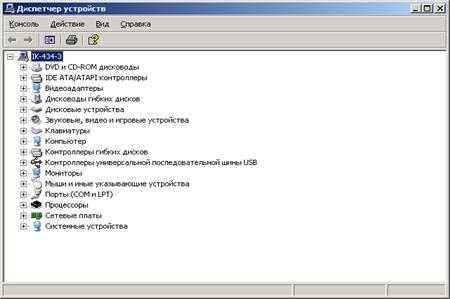 Диспетчер устройств
Консоль Действие Вид Справка
IK-434-3
DVD и CD-ROM дисководы
IDE ATA/ATAPI контроллеры
Видеоадаптеры
Дисководы гибких дисков
Дисковые устройства
Звуковые, видео и игровые устройства
Клавиатуры
Компьютер
Контроллеры гибких дисков
Контроллеры универсальной последовательной шины USB
Мониторы
Мыши и иные указывающие устройства
Порты (COM и LPT)
Процессоры
Сетевые платы
Системные устройства